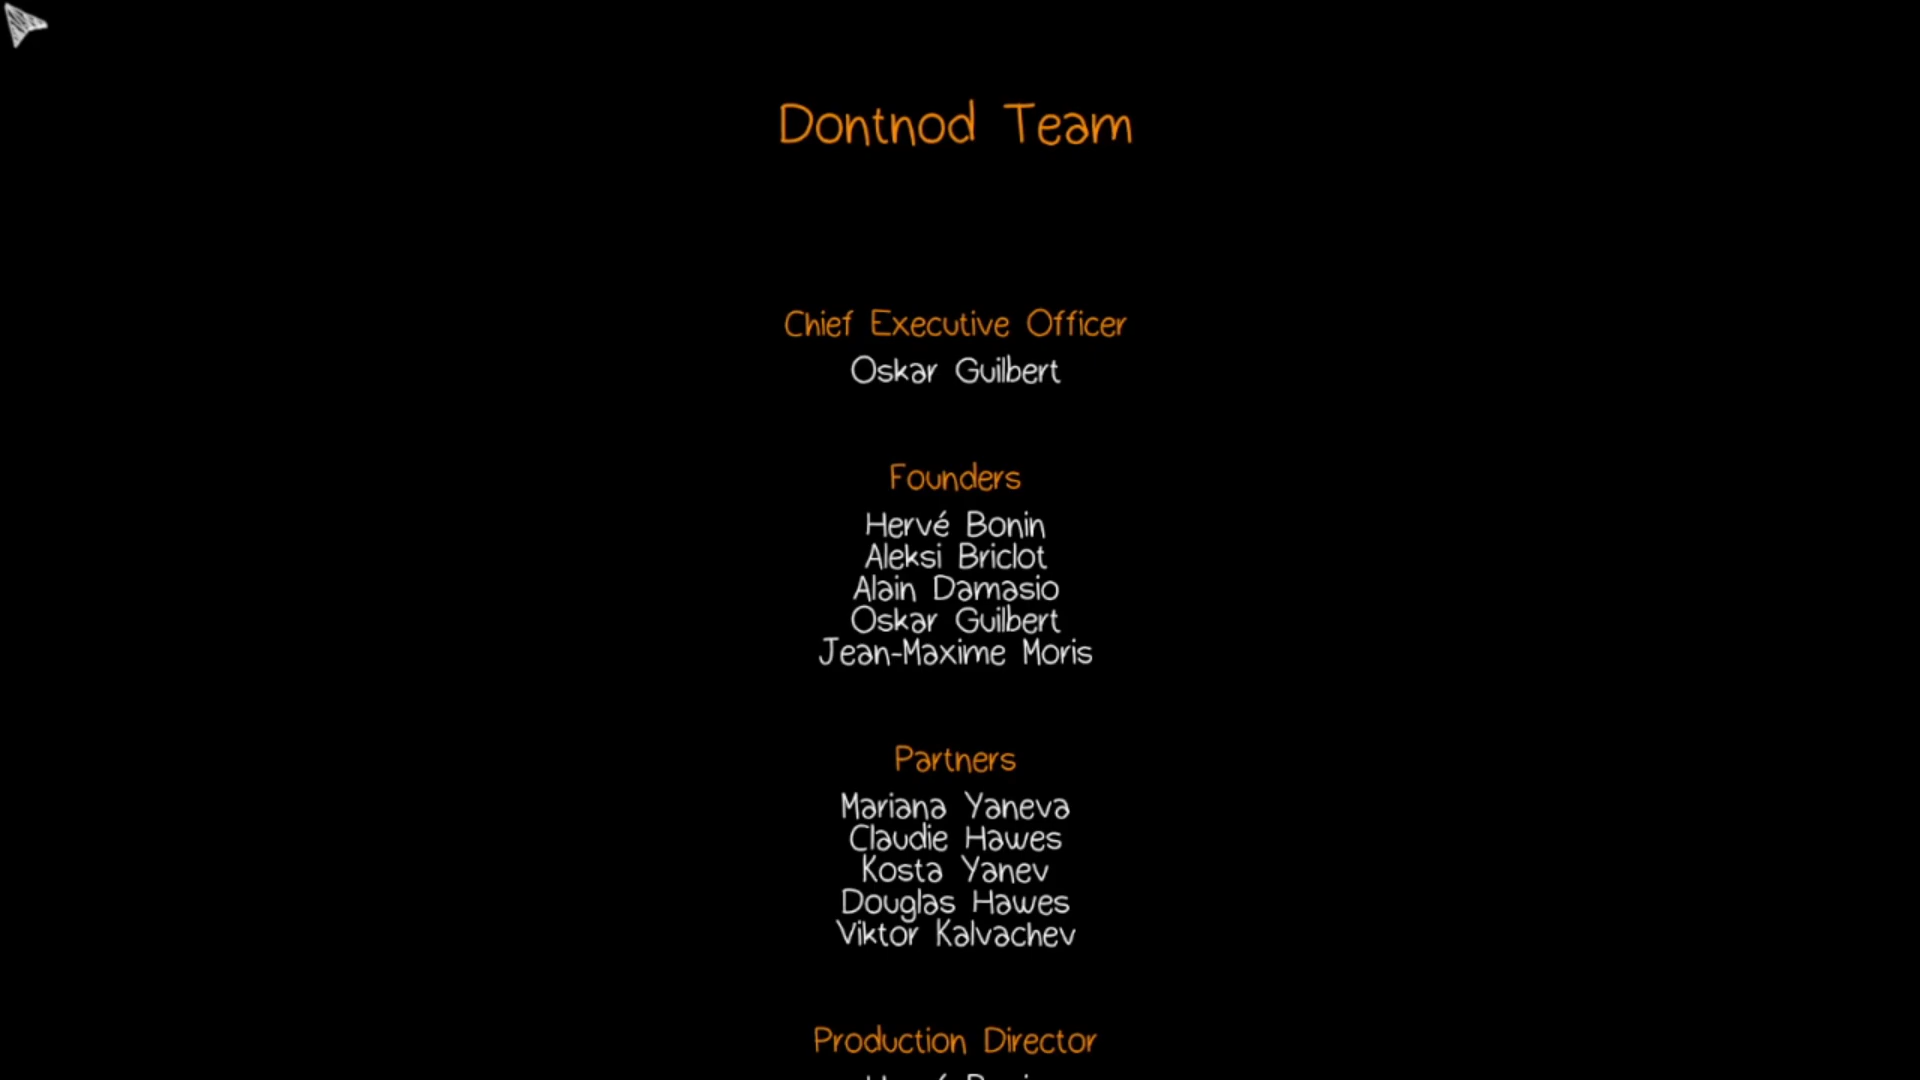 Dontnod Team
Chief Executive Officer
Oskar Guilbert
Founders
Hervé Bonin
Aleksi Briclot
Alain Damasio
Oskar Guilbert
Jean-Maxime Moris
Partners
Mariana Yaneva
Claudie Hawes
Kosta Yanev
Douglas Hawes
Viktor Kalvachev
Production Director